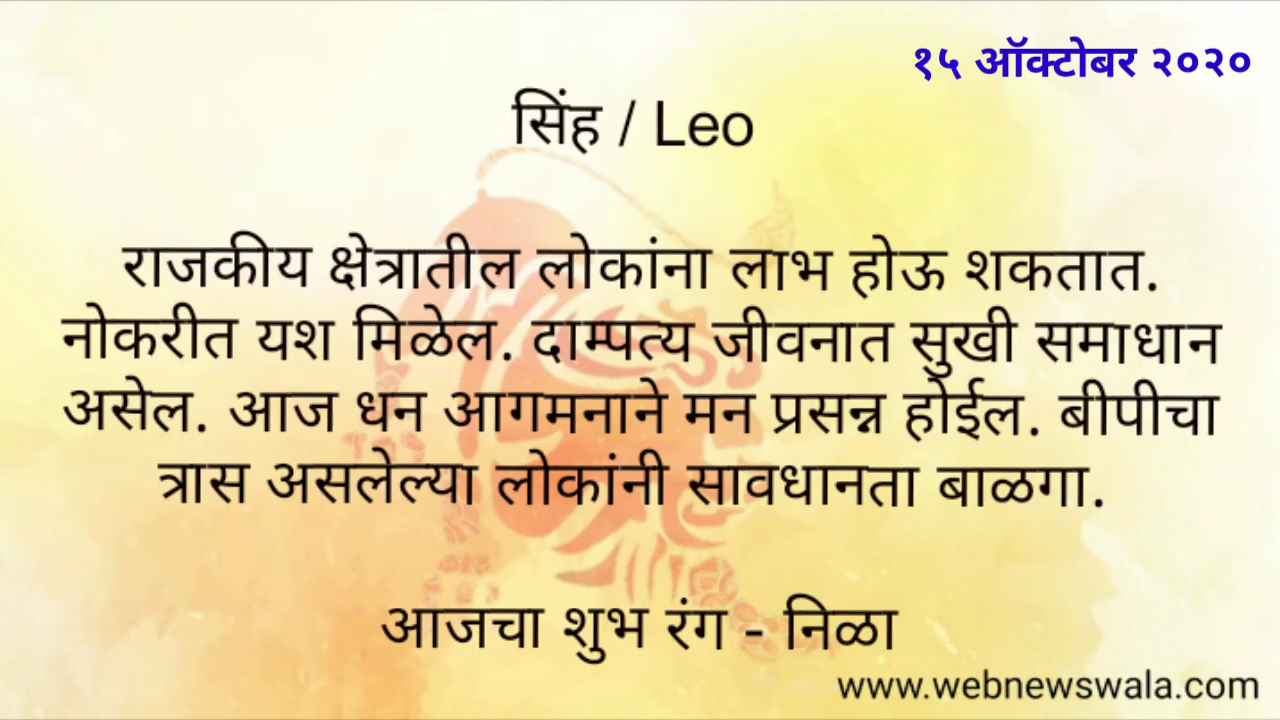 १५ ऑक्टोबर २०२०
सिंह / Leo
राजकीय क्षेत्रातील लोकांना लाभ होऊ शकतात.
नोकरीत यश मिळेल. दाम्पत्य जीवनात सुखी समाधान
असेल. आज धन आगमनाने मन प्रसन्न होईल. बीपीचा
त्रास असलेल्या लोकांनी सावधानता बाळगा.
आजचा शुभ रंग - निळा
www.webnewswala.com